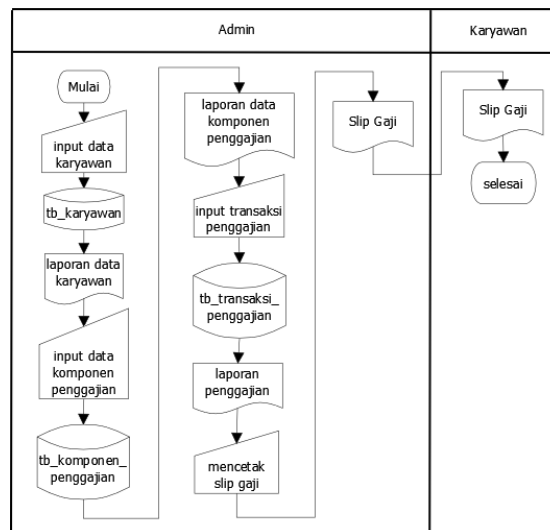 Admin
Karyawan
Mulai
input data
karyawan
tb_karyawan
laporan data
karyawan
input data
komponen
penggajian
tb_komponen_
penggajian
laporan data
komponen
penggajian
input transaksi
penggajian
tb_transaksi_
penggajian
laporan
penggajian
mencetak
slip gaji
Slip Gaji
Slip Gaji
selesai